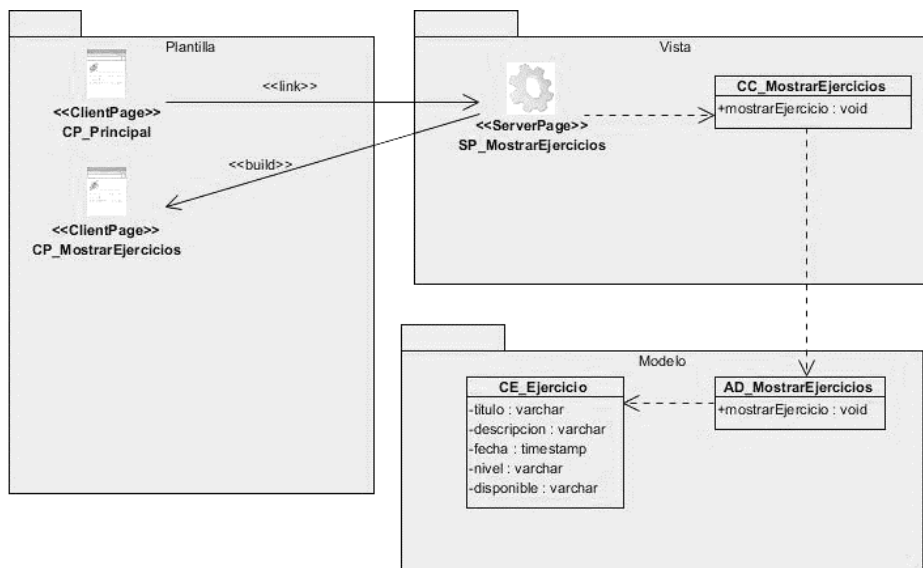 Plantilla
<<ClientPage>>
CP_Principal
<<link>>
<<build>>
<<ClientPage>>
CP_MostrarEjercicios
Vista
<<ServerPage>>
SP_MostrarEjercicios
CC_MostrarEjercicios
+mostrarEjercicio : void
Modelo
CE_Ejercicio
-titulo : varchar
-descripcion : varchar
-fecha : timestamp
-nivel : varchar
-disponible : varchar
AD_MostrarEjercicios
+mostrarEjercicio : void